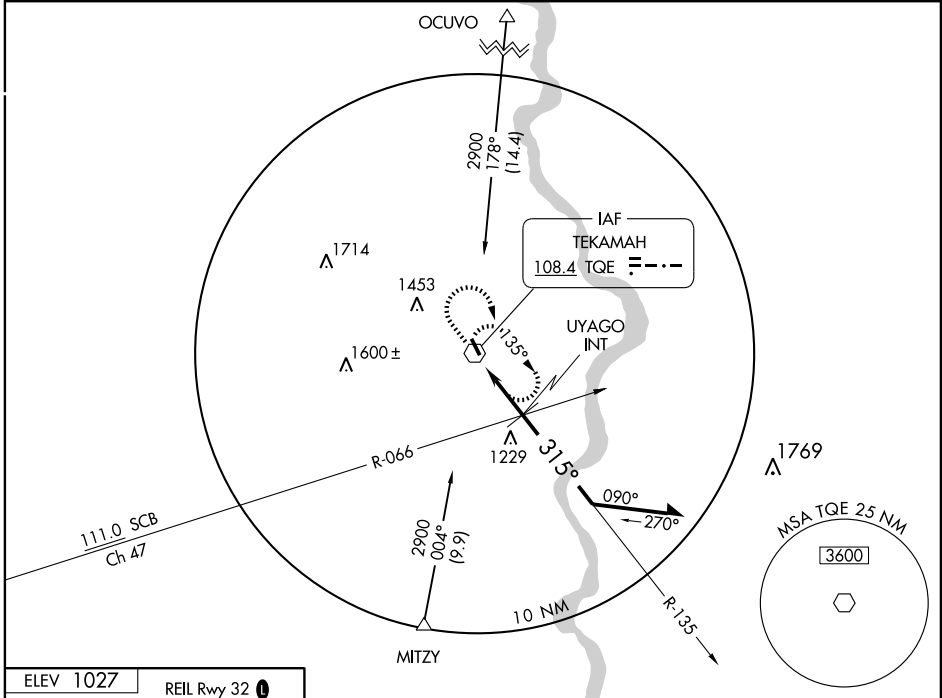 OCUVO
2900
178°
(14.4)
IAF
TEKAMAH
108.4 TQE
1714
1453
1600±
135°
UYAGO
INT
1229
315°
1769
R-066
090°
270°
111.0 SCB
Ch 47
2900
004°
(9.9)
MSA TQE 25 NM
3600
10 NM
R-135
MITZY
ELEV 1027
REIL Rwy 32 L